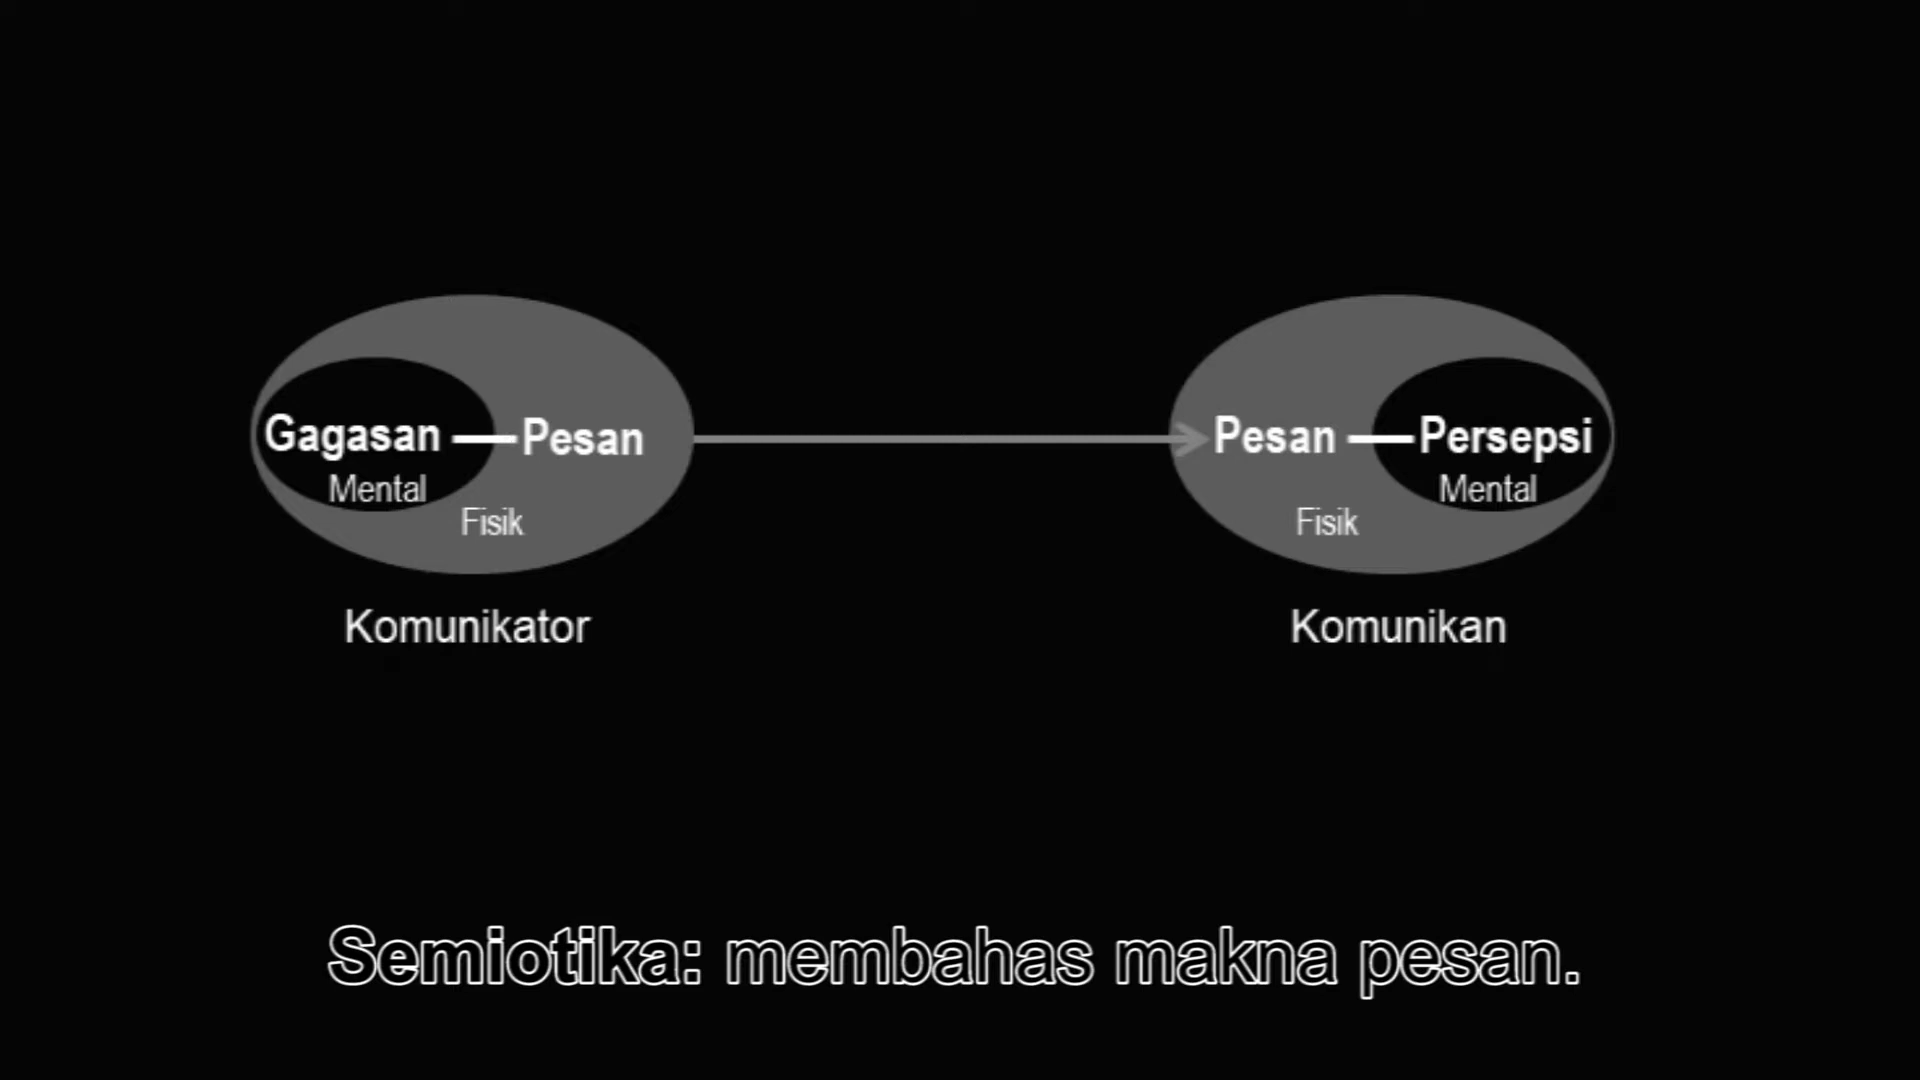 Gagasan Pesan Pesan Persepsi
Mental Mental
Fisik Fisik
Komunikator Komunikan
Semiotika: membahas makna pesan.